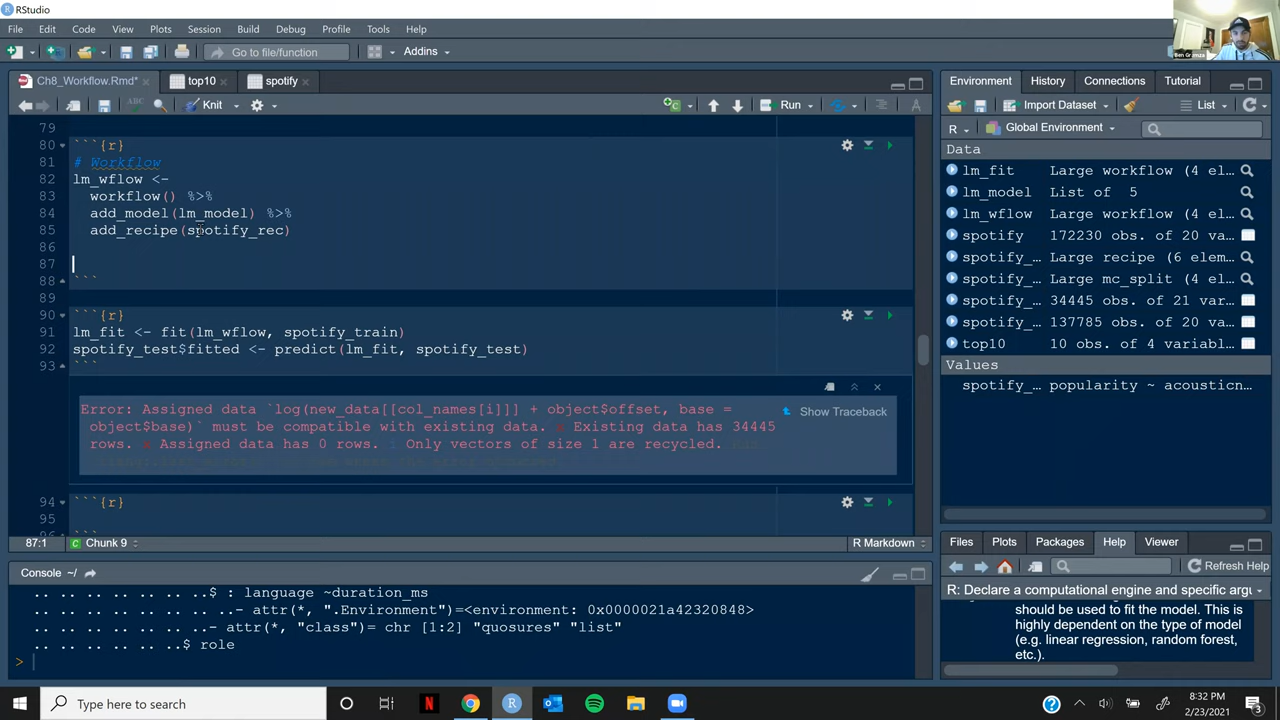 RStudio
File Edit Code View Plots Session Build Debug Profile Tools Help
Go to file/function Addins
Ben Gramza
Ch8_Workflow.Rmd* top10 spotify
ABC Knit Run
79
80 ```{r}
81 # Workflow
82 lm_wflow <-
83 workflow() %>%
84 add_model(lm_model) %>%
85 add_recipe(spotify_rec)
86
87
88 ```
89
90 ```{r}
91 lm_fit <- fit(lm_wflow, spotify_train)
92 spotify_test$fitted <- predict(lm_fit, spotify_test)
93 ```
Error: Assigned data `log(new_data[[col_names[i]]] + object$offset, base =
object$base)` must be compatible with existing data. x Existing data has 34445
rows. x Assigned data has 0 rows. i Only vectors of size 1 are recycled. Run
Show Traceback
94 ```{r}
95
96 ```
87:1 Chunk 9 R Markdown
Console ~/
.. .. .. .. .. ..$ : language ~duration_ms
.. .. .. .. .. ..- attr(*, ".Environment")=<environment: 0x0000021a42320848>
.. .. .. .. ..- attr(*, "class")= chr [1:2] "quosures" "list"
.. .. .. .. ..$ role
>
Environment History Connections Tutorial
Import Dataset List
R Global Environment
Data
lm_fit Large workflow (4 el…
lm_model List of 5
lm_wflow Large workflow (4 el…
spotify 172230 obs. of 20 va…
spotify_… Large recipe (6 elem…
spotify_… Large mc_split (4 el…
spotify_… 34445 obs. of 21 var…
spotify_… 137785 obs. of 20 va…
top10 10 obs. of 4 variabl…
Values
spotify_… popularity ~ acousticn…
Files Plots Packages Help Viewer
Refresh Help
R: Declare a computational engine and specific argu
should be used to fit the model. This is
highly dependent on the type of model
(e.g. linear regression, random forest,
etc.).
Type here to search
8:32 PM
2/23/2021
3